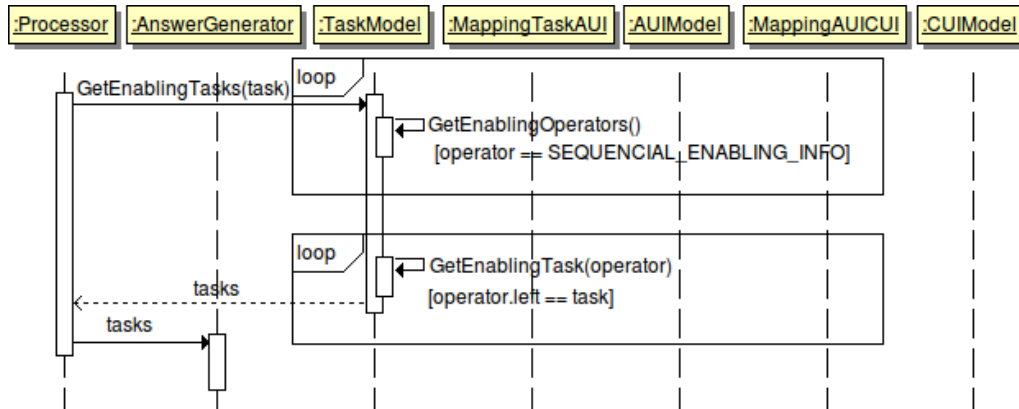 :Processor :AnswerGenerator :TaskModel :MappingTaskAUI :AUIModel :MappingAUICUI :CUIModel
loop
GetEnablingTasks(task)
GetEnablingOperators()
[operator == SEQUENCIAL_ENABLING_INFO]
loop
GetEnablingTask(operator)
tasks
[operator.left == task]
tasks